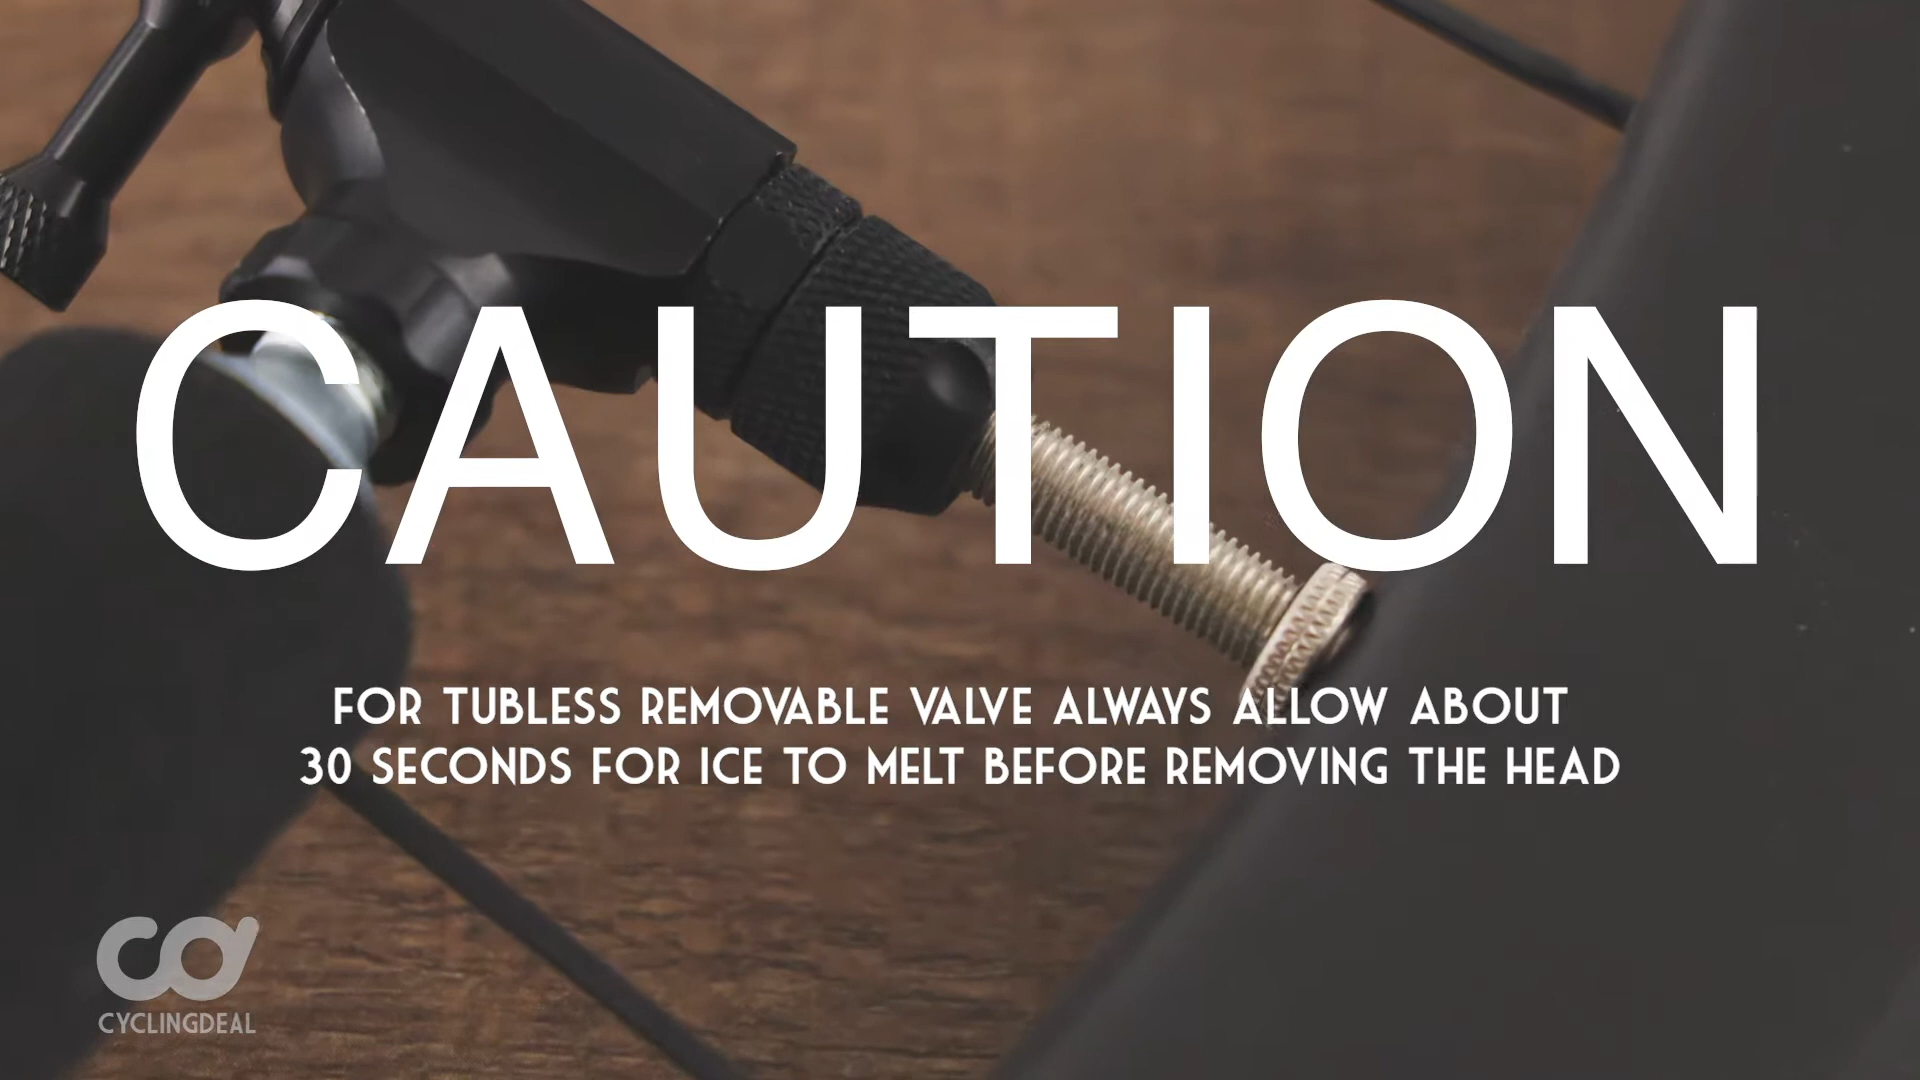 CAUTION
FOR TUBLESS REMOVABLE VALVE ALWAYS ALLOW ABOUT
30 SECONDS FOR ICE TO MELT BEFORE REMOVING THE HEAD
CYCLINGDEAL